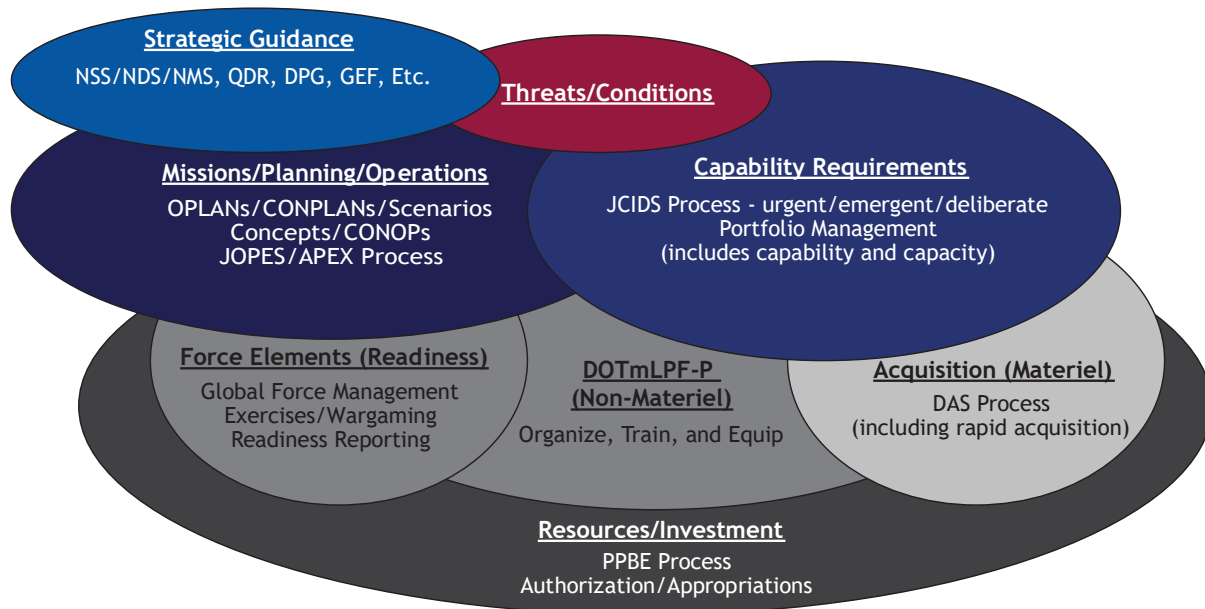 Strategic Guidance
NSS/NDS/NMS, QDR, DPG, GEF, Etc.
Threats/Conditions
Missions/Planning/Operations
OPLANs/CONPLANs/Scenarios
Concepts/CONOPs
JOPES/APEX Process
Capability Requirements
JCIDS Process - urgent/emergent/deliberate
Portfolio Management
(includes capability and capacity)
Force Elements (Readiness)
Global Force Management
Exercises/Wargaming
Readiness Reporting
DOTmLPF-P
(Non-Materiel)
Organize, Train, and Equip
Acquisition (Materiel)
DAS Process
(including rapid acquisition)
Resources/Investment
PPBE Process
Authorization/Appropriations